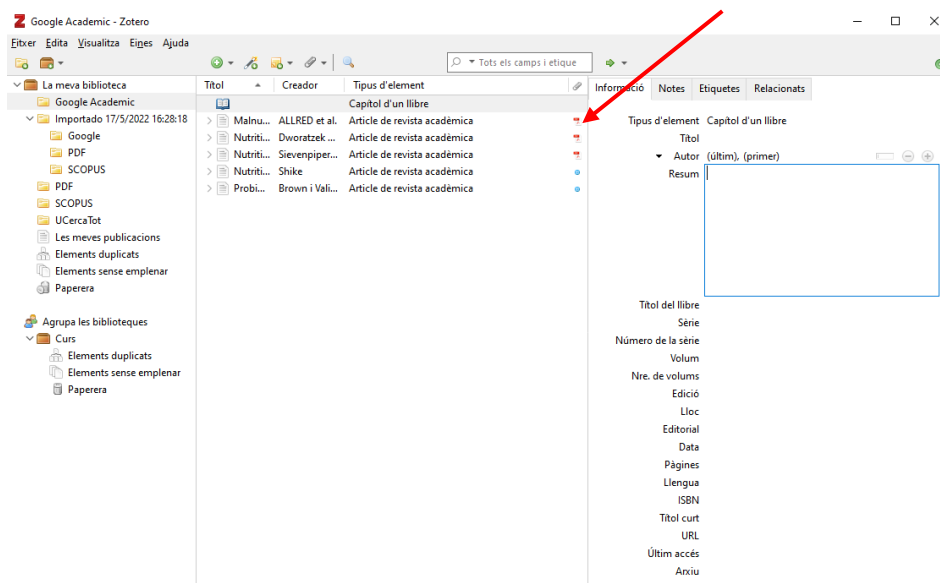 Google Academic - Zotero
Fitxer Edita Visualitza Eines Ajuda
Tots els camps i etique
La meva biblioteca
Google Academic
Importado 17/5/2022 16:28:18
Google
PDF
SCOPUS
PDF
SCOPUS
UCercaTot
Les meves publicacions
Elements duplicats
Elements sense emplenar
Paperera
Agrupa les biblioteques
Curs
Elements duplicats
Elements sense emplenar
Paperera
Títol Creador Tipus d'element
Capítol d'un llibre
Malnu... ALLRED et al. Article de revista acadèmica
Nutriti... Dworatzek ... Article de revista acadèmica
Nutriti... Sievenpiper... Article de revista acadèmica
Nutriti... Shike Article de revista acadèmica
Probi... Brown i Vali... Article de revista acadèmica
Informació Notes Etiquetes Relacionats
Tipus d'element Capítol d'un llibre
Títol
Autor (últim), (primer)
Resum
Títol del llibre
Sèrie
Número de la sèrie
Volum
Nre. de volums
Edició
Lloc
Editorial
Data
Pàgines
Llengua
ISBN
Títol curt
URL
Últim accés
Arxiu